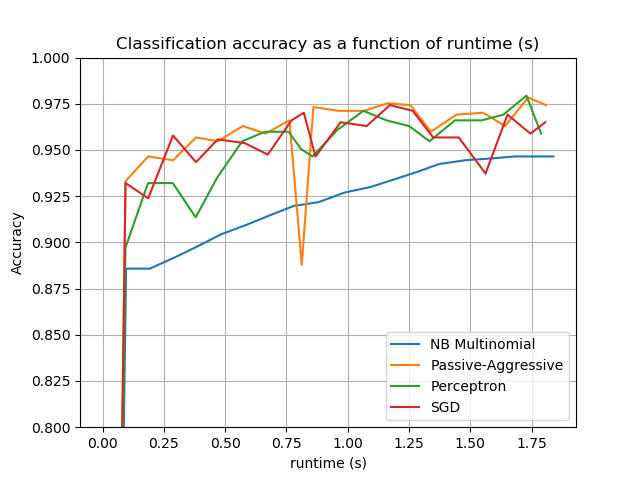 Classification accuracy as a function of runtime (s)
1.000
0.975
0.950
0.925
0.900
0.875
0.850
0.825
0.800
Accuracy
NB Multinomial
Passive-Aggressive
Perceptron
SGD
0.00 0.25 0.50 0.75 1.00 1.25 1.50 1.75
runtime (s)